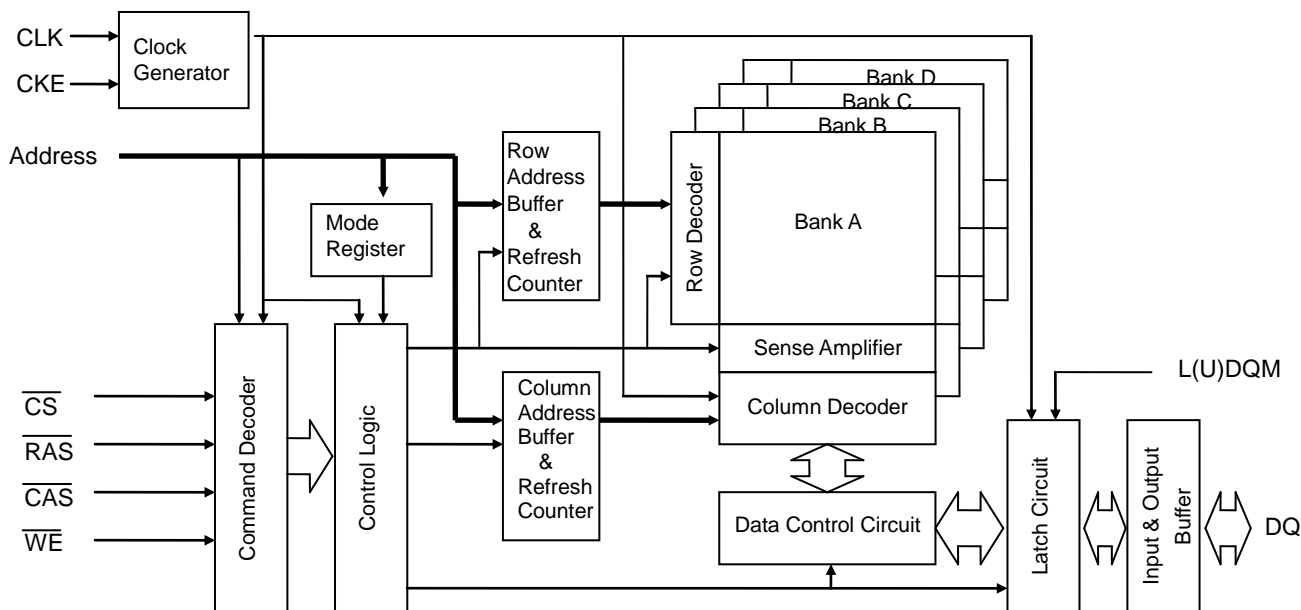 CLK
CKE
Clock
Generator
Address
Mode
Register
Row
Address
Buffer
&
Refresh
Counter
Bank D
Bank C
Bank B
Bank A
Row Decoder
Sense Amplifier
Column Decoder
Column
Address
Buffer
&
Refresh
Counter
CS
RAS
CAS
WE
Command Decoder
Control Logic
Data Control Circuit
L(U)DQM
Latch Circuit
Input & Output
Buffer
DQ